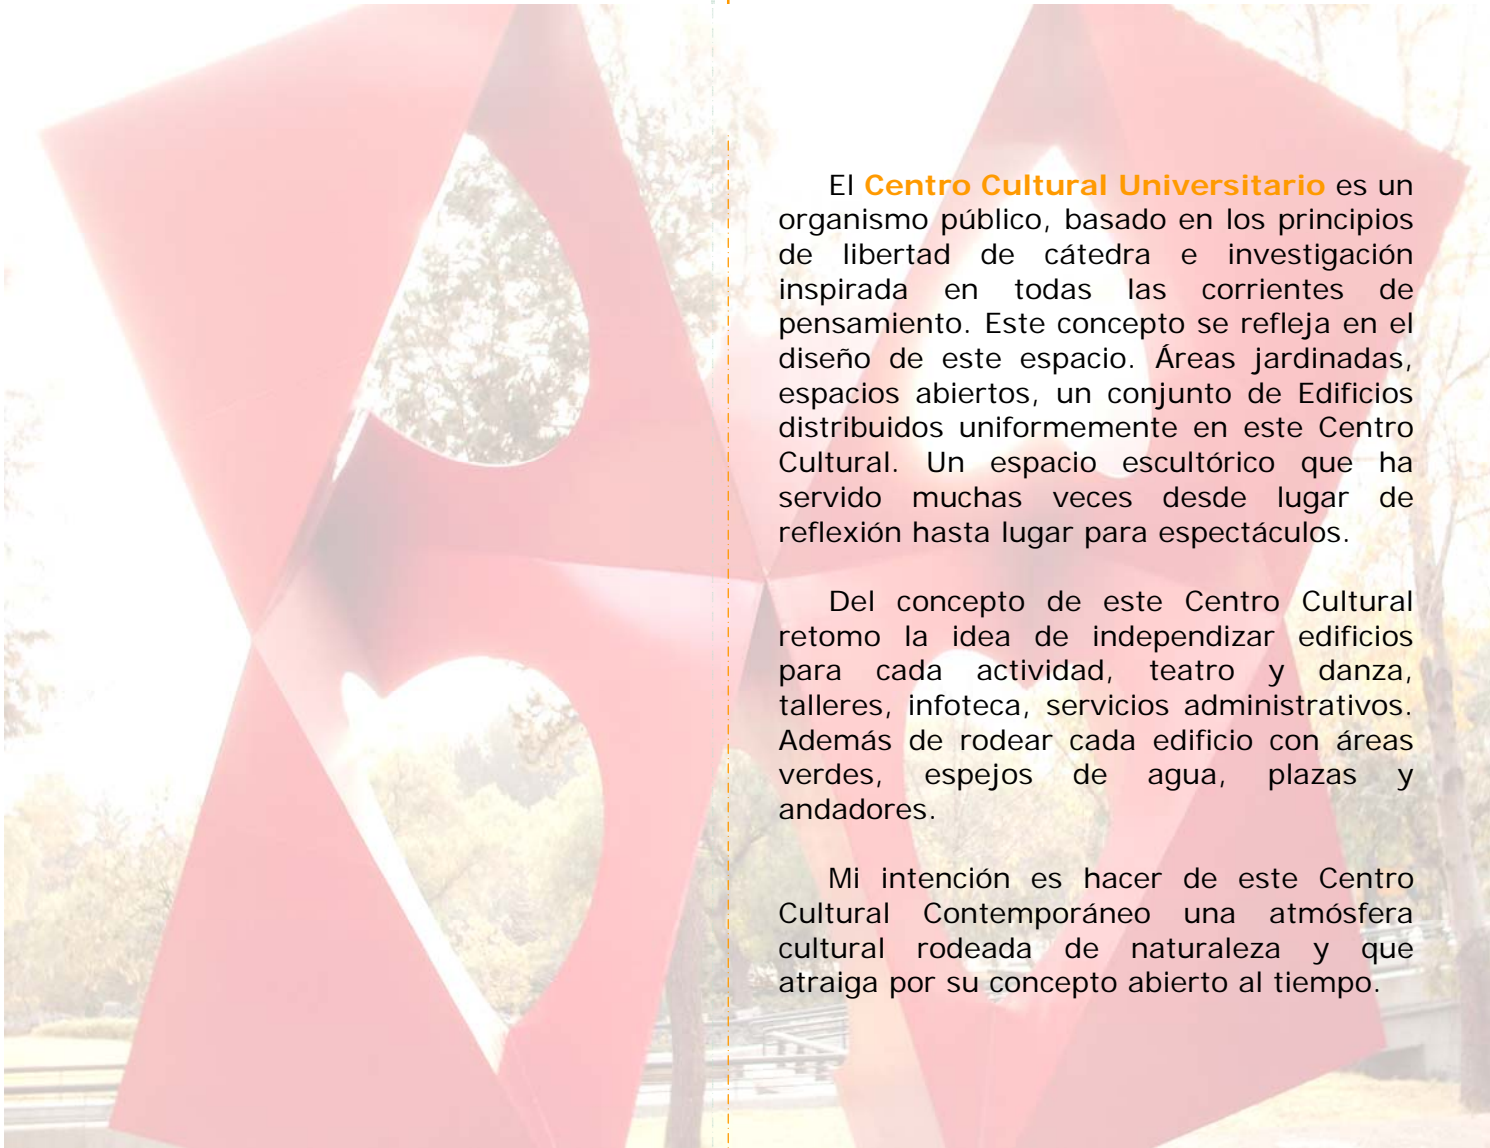 El Centro Cultural Universitario es un
organismo público, basado en los principios
de libertad de cátedra e investigación
inspirada en todas las corrientes de
pensamiento. Este concepto se refleja en el
diseño de este espacio. Áreas jardinadas,
espacios abiertos, un conjunto de Edificios
distribuidos uniformemente en este Centro
Cultural. Un espacio escultórico que ha
servido muchas veces desde lugar de
reflexión hasta lugar para espectáculos.
Del concepto de este Centro Cultural
retomo la idea de independizar edificios
para cada actividad, teatro y danza,
talleres, infoteca, servicios administrativos.
Además de rodear cada edificio con áreas
verdes, espejos de agua, plazas y
andadores.
Mi intención es hacer de este Centro
Cultural Contemporáneo una atmósfera
cultural rodeada de naturaleza y que
atraiga por su concepto abierto al tiempo.